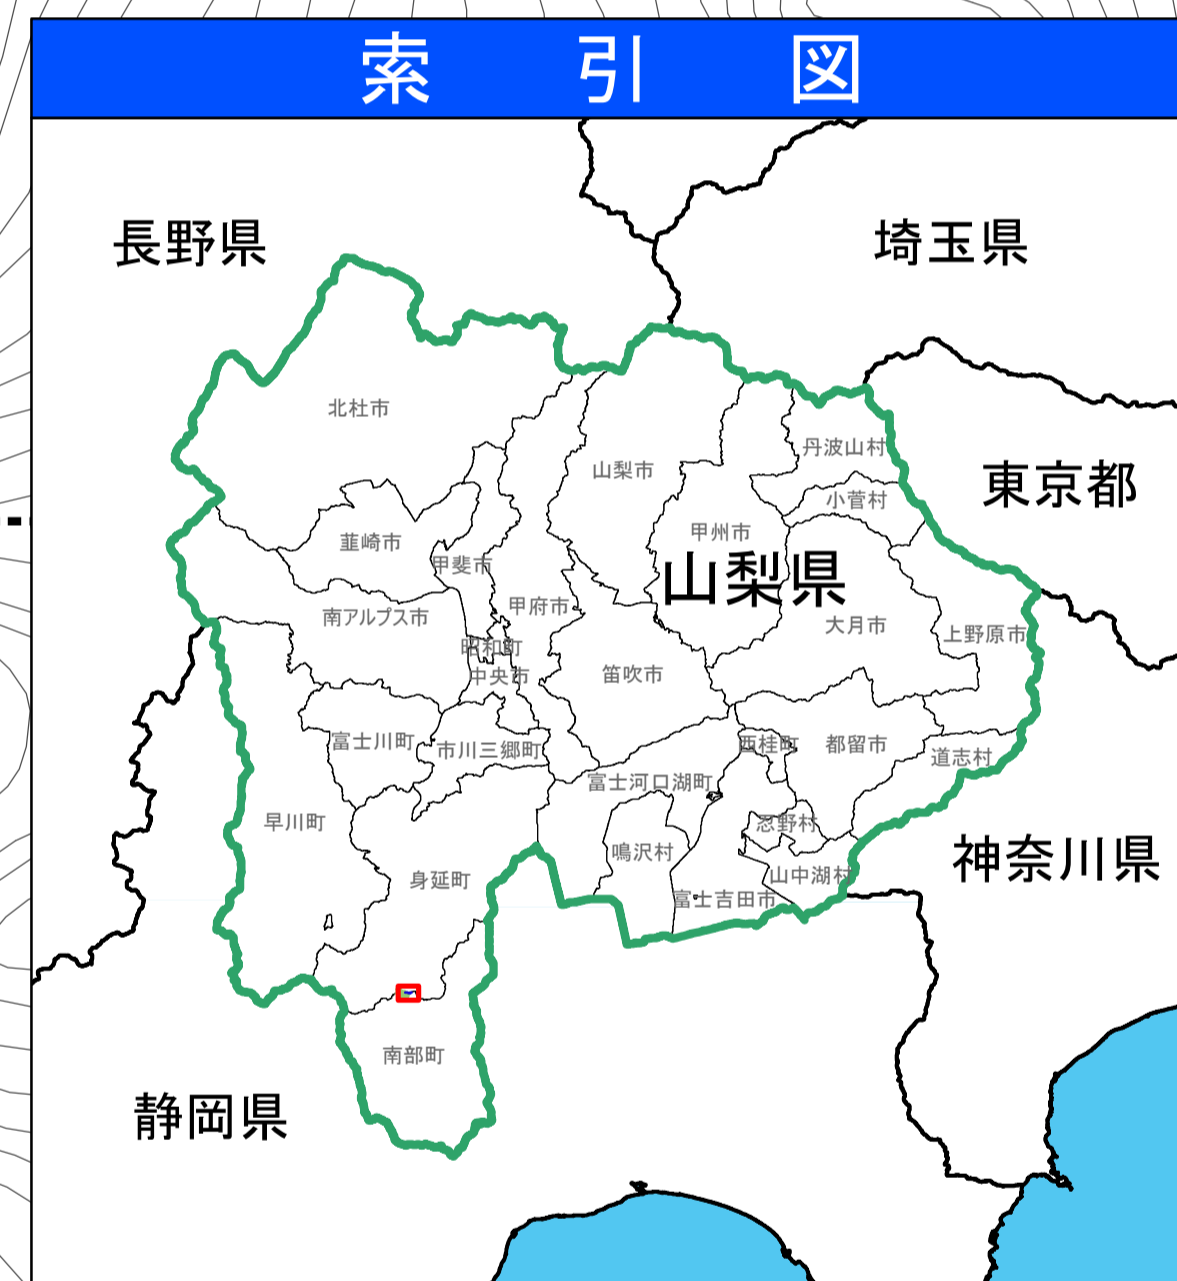 索引図
長野県
埼玉県
北杜市
丹波山村
山梨市
東京都
小菅村
甲州市
韮崎市
甲斐市
山梨県
甲府市
南アルプス市
大月市
上野原市
昭和町
中央市
笛吹市
富士川町
市川三郷町
西桂町
都留市
道志村
富士河口湖町
早川町
忍野村
鳴沢村
神奈川県
身延町
山中湖村
富士吉田市
南部町
静岡県